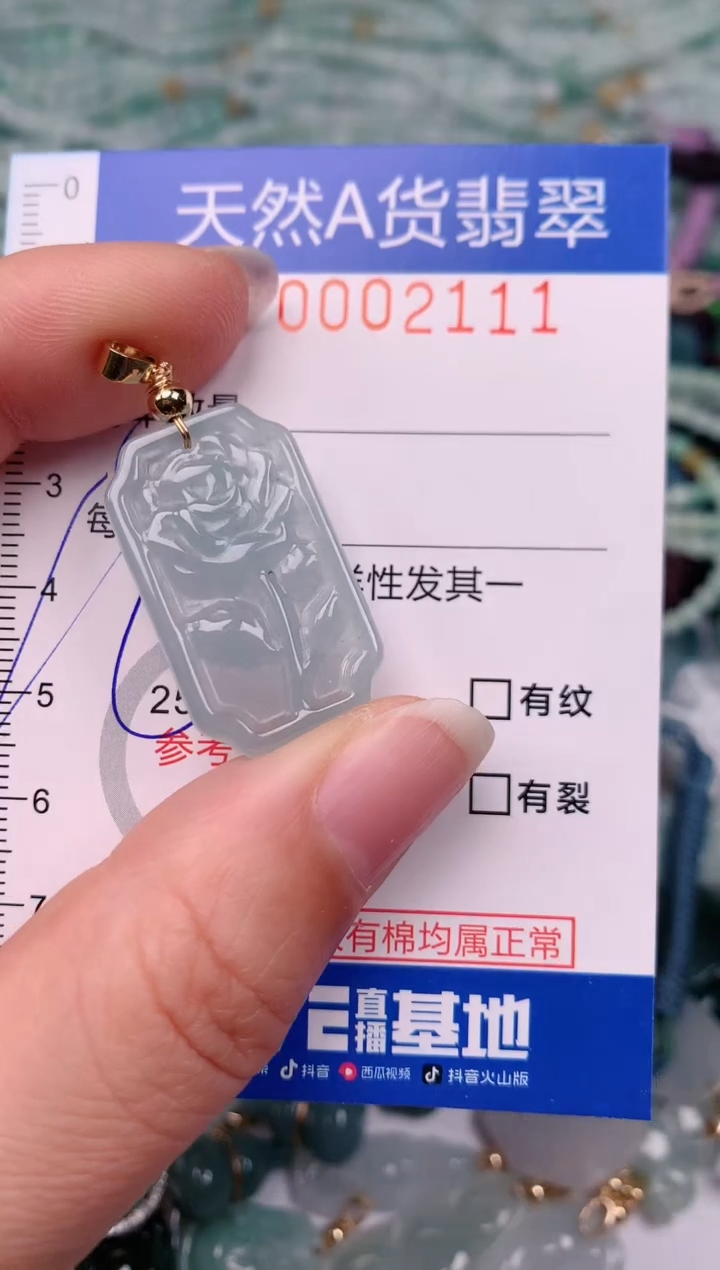 0
天然A货翡翠
0002111
3
每
4
性发其一
5
25
有纹
参考
6
有裂
7
有棉均属正常
直播基地
抖音 西瓜视频 抖音火山版